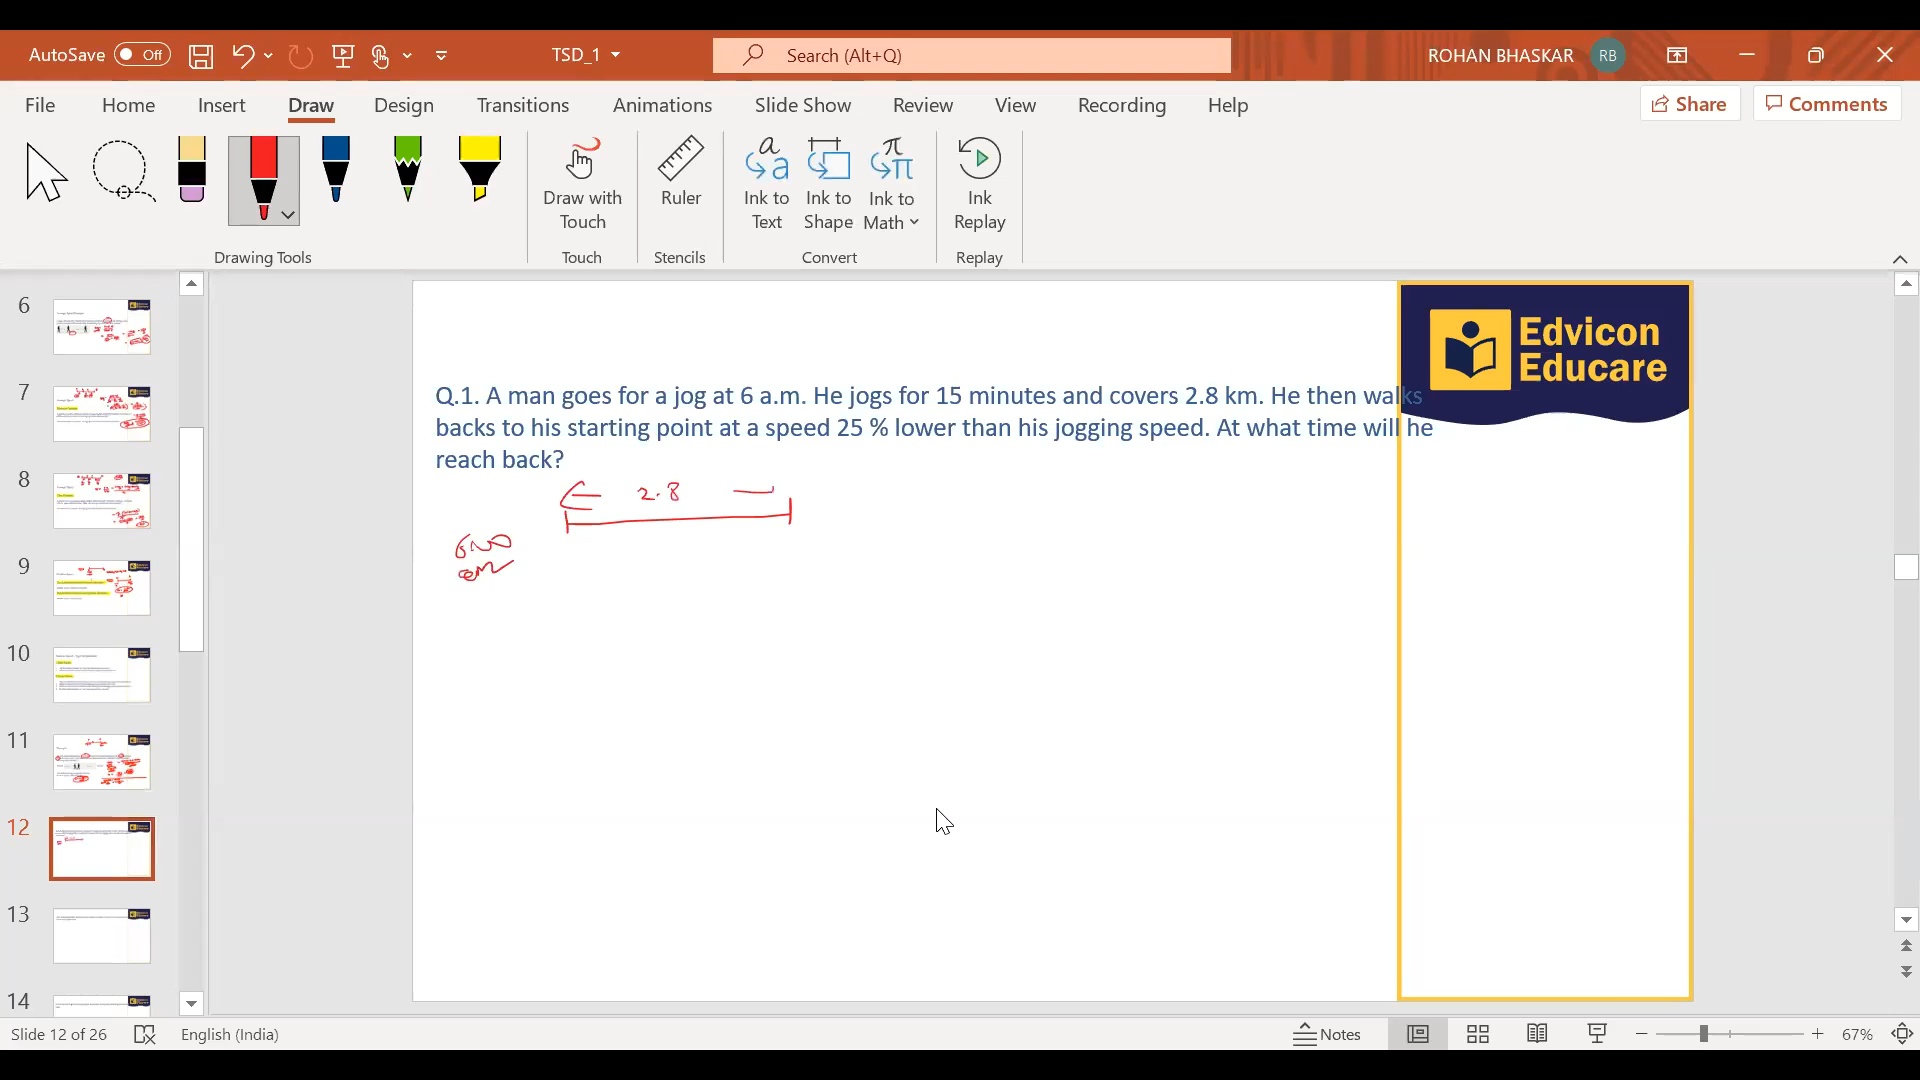 AutoSave Off TSD_1 Search (Alt+Q) ROHAN BHASKAR RB
File Home Insert Draw Design Transitions Animations Slide Show Review View Recording Help Share Comments
Draw with Touch
Ruler
Ink to Text
Ink to Shape
Ink to Math
Ink Replay
Drawing Tools Touch Stencils Convert Replay
6
7
8
9
10
11
12
13
14
Edvicon
Educare
Q.1. A man goes for a jog at 6 a.m. He jogs for 15 minutes and covers 2.8 km. He then walks
backs to his starting point at a speed 25 % lower than his jogging speed. At what time will he
reach back?
2.8
Slide 12 of 26 English (India) Notes 67%